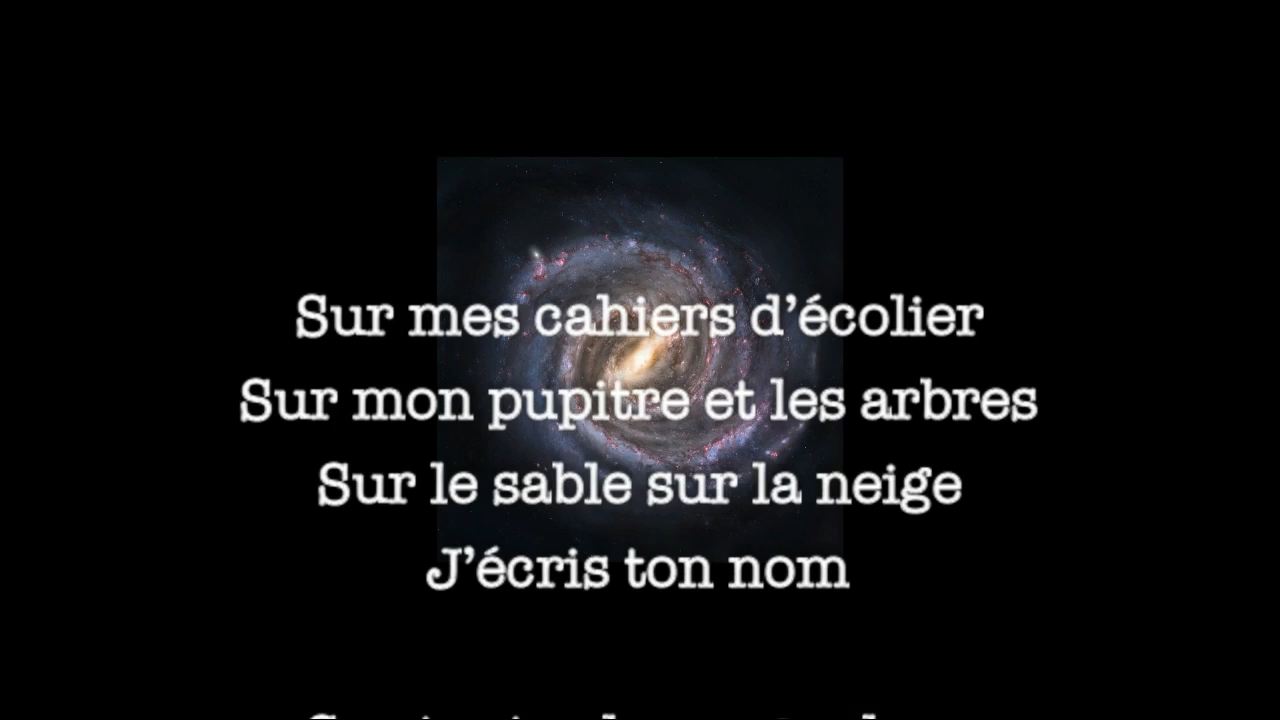 Sur mes cahiers d’écolier
Sur mon pupitre et les arbres
Sur le sable sur la neige
J’écris ton nom